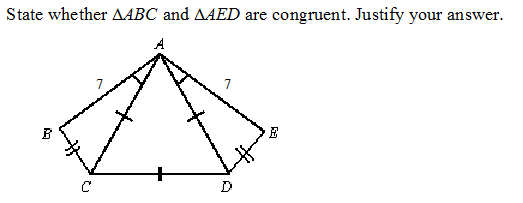 State whether ΔABC and ΔAED are congruent. Justify your answer.
A
7 7
B E
C D